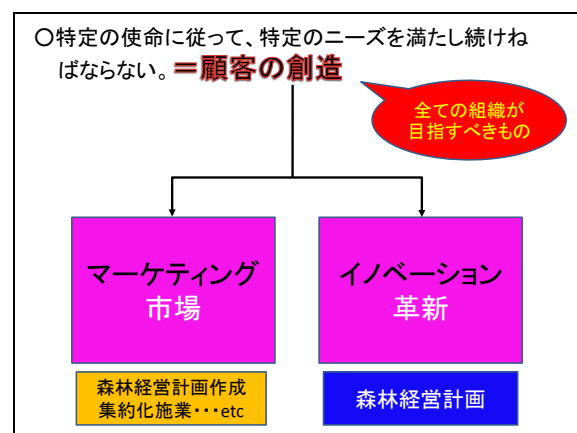 〇特定の使命に従って、特定のニーズを満たし続けね
ばならない。＝顧客の創造
全ての組織が
目指すべきもの
マーケティング
市場
イノベーション
革新
森林経営計画作成
集約化施業・・・etc
森林経営計画